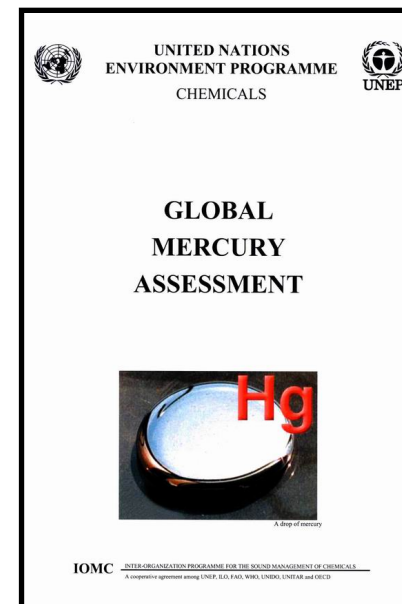 UNITED NATIONS
ENVIRONMENT PROGRAMME
CHEMICALS
UNEP
GLOBAL
MERCURY
ASSESSMENT
Hg
A drop of mercury
IOMC
INTER-ORGANIZATION PROGRAMME FOR THE SOUND MANAGEMENT OF CHEMICALS
A cooperative agreement among UNEP, ILO, FAO, WHO, UNIDO, UNITAR and OECD